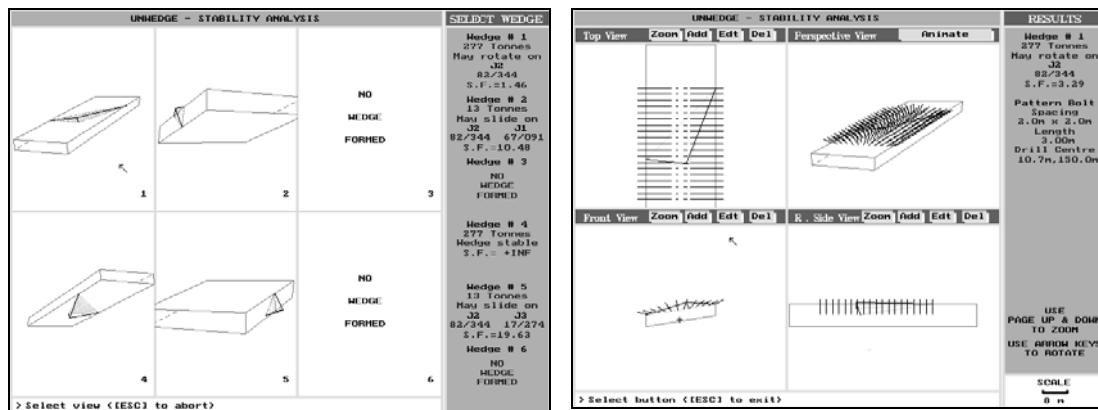 UNWEDGE - STABILITY ANALYSIS
SELECT WEDGE
NO
WEDGE
FORMED
1
2
3
NO
WEDGE
FORMED
4
5
6
Wedge # 1
277 Tonnes
May rotate on
J2
82/344
S.F.=1.46
Wedge # 2
13 Tonnes
May slide on
J2 J1
82/344 67/091
S.F.=10.48
Wedge # 3
NO
WEDGE
FORMED
Wedge # 4
277 Tonnes
Wedge stable
S.F.= +INF
Wedge # 5
13 Tonnes
May slide on
J2 J3
82/344 17/274
S.F.=19.63
Wedge # 6
NO
WEDGE
FORMED
> Select view ([ESC] to abort)
UNWEDGE - STABILITY ANALYSIS
RESULTS
Top View Zoom Add Edt Del
Perspective View Animate
Front View Zoom Add Edt Del
R. Side View Zoom Add Edt Del
Wedge # 1
277 Tonnes
May rotate on
J2
82/344
S.F.=3.29
Pattern Bolt
Spacing
2.0m x 2.0m
Length
3.00m
Drill Centre
10.7m,150.0m
USE
PAGE UP & DOWN
TO ZOOM
USE ARROW KEYS
TO ROTATE
SCALE
8 m
> Select button ([ESC] to exit)